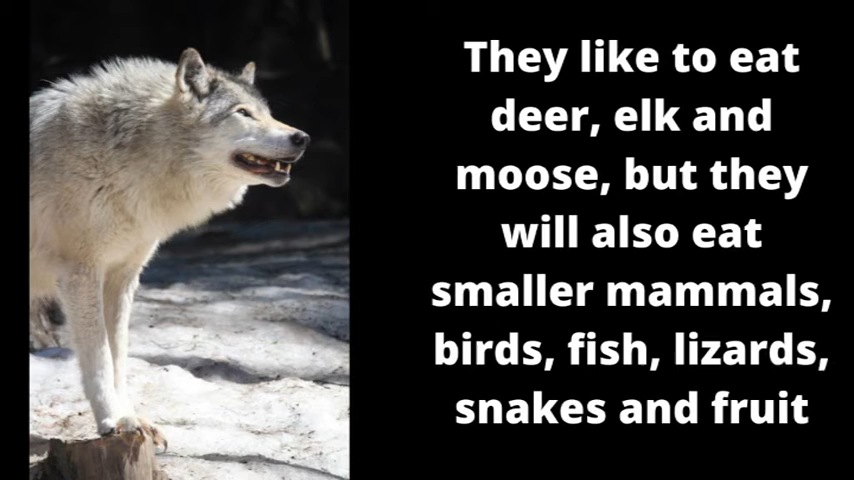 They like to eat
deer, elk and
moose, but they
will also eat
smaller mammals,
birds, fish, lizards,
snakes and fruit